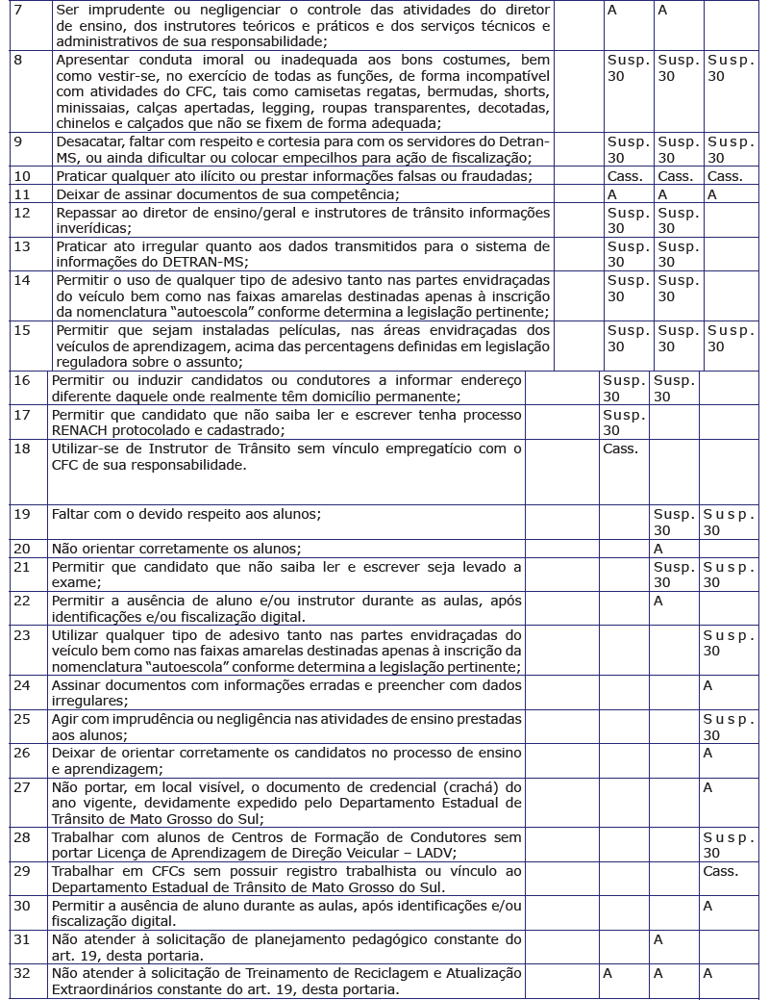 7 Ser imprudente ou negligenciar o controle das atividades do diretor A A
de ensino, dos instrutores teóricos e práticos e dos serviços técnicos e
administrativos de sua responsabilidade;
8 Apresentar conduta imoral ou inadequada aos bons costumes, bem Susp. Susp. Susp.
como vestir-se, no exercício de todas as funções, de forma incompatível 30 30 30
com atividades do CFC, tais como camisetas regatas, bermudas, shorts,
minissaias, calças apertadas, legging, roupas transparentes, decotadas,
chinelos e calçados que não se fixem de forma adequada;
9 Desacatar, faltar com respeito e cortesia para com os servidores do Detran- Susp. Susp. Susp.
MS, ou ainda dificultar ou colocar empecilhos para ação de fiscalização; 30 30 30
10 Praticar qualquer ato ilícito ou prestar informações falsas ou fraudadas; Cass. Cass. Cass.
11 Deixar de assinar documentos de sua competência; A A A
12 Repassar ao diretor de ensino/geral e instrutores de trânsito informações Susp. Susp.
inverídicas; 30 30
13 Praticar ato irregular quanto aos dados transmitidos para o sistema de Susp. Susp.
informações do DETRAN-MS; 30 30
14 Permitir o uso de qualquer tipo de adesivo tanto nas partes envidraçadas Susp. Susp.
do veículo bem como nas faixas amarelas destinadas apenas à inscrição 30 30
da nomenclatura “autoescola” conforme determina a legislação pertinente;
15 Permitir que sejam instaladas películas, nas áreas envidraçadas dos Susp. Susp. Susp.
veículos de aprendizagem, acima das percentagens definidas em legislação 30 30 30
reguladora sobre o assunto;
16 Permitir ou induzir candidatos ou condutores a informar endereço Susp. Susp.
diferente daquele onde realmente têm domicílio permanente; 30 30
17 Permitir que candidato que não saiba ler e escrever tenha processo Susp.
RENACH protocolado e cadastrado; 30
18 Utilizar-se de Instrutor de Trânsito sem vínculo empregatício com o Cass.
CFC de sua responsabilidade.
19 Faltar com o devido respeito aos alunos; Susp. Susp.
30 30
20 Não orientar corretamente os alunos; A
21 Permitir que candidato que não saiba ler e escrever seja levado a Susp. Susp.
exame; 30 30
22 Permitir a ausência de aluno e/ou instrutor durante as aulas, após A
identificações e/ou fiscalização digital.
23 Utilizar qualquer tipo de adesivo tanto nas partes envidraçadas do Susp.
veículo bem como nas faixas amarelas destinadas apenas à inscrição da 30
nomenclatura “autoescola” conforme determina a legislação pertinente;
24 Assinar documentos com informações erradas e preencher com dados A
irregulares;
25 Agir com imprudência ou negligência nas atividades de ensino prestadas Susp.
aos alunos; 30
26 Deixar de orientar corretamente os candidatos no processo de ensino A
e aprendizagem;
27 Não portar, em local visível, o documento de credencial (crachá) do A
ano vigente, devidamente expedido pelo Departamento Estadual de
Trânsito de Mato Grosso do Sul;
28 Trabalhar com alunos de Centros de Formação de Condutores sem Susp.
portar Licença de Aprendizagem de Direção Veicular – LADV; 30
29 Trabalhar em CFCs sem possuir registro trabalhista ou vínculo ao Cass.
Departamento Estadual de Trânsito de Mato Grosso do Sul.
30 Permitir a ausência de aluno durante as aulas, após identificações e/ou A
fiscalização digital.
31 Não atender à solicitação de planejamento pedagógico constante do A
art. 19, desta portaria.
32 Não atender à solicitação de Treinamento de Reciclagem e Atualização A A A
Extraordinários constante do art. 19, desta portaria.